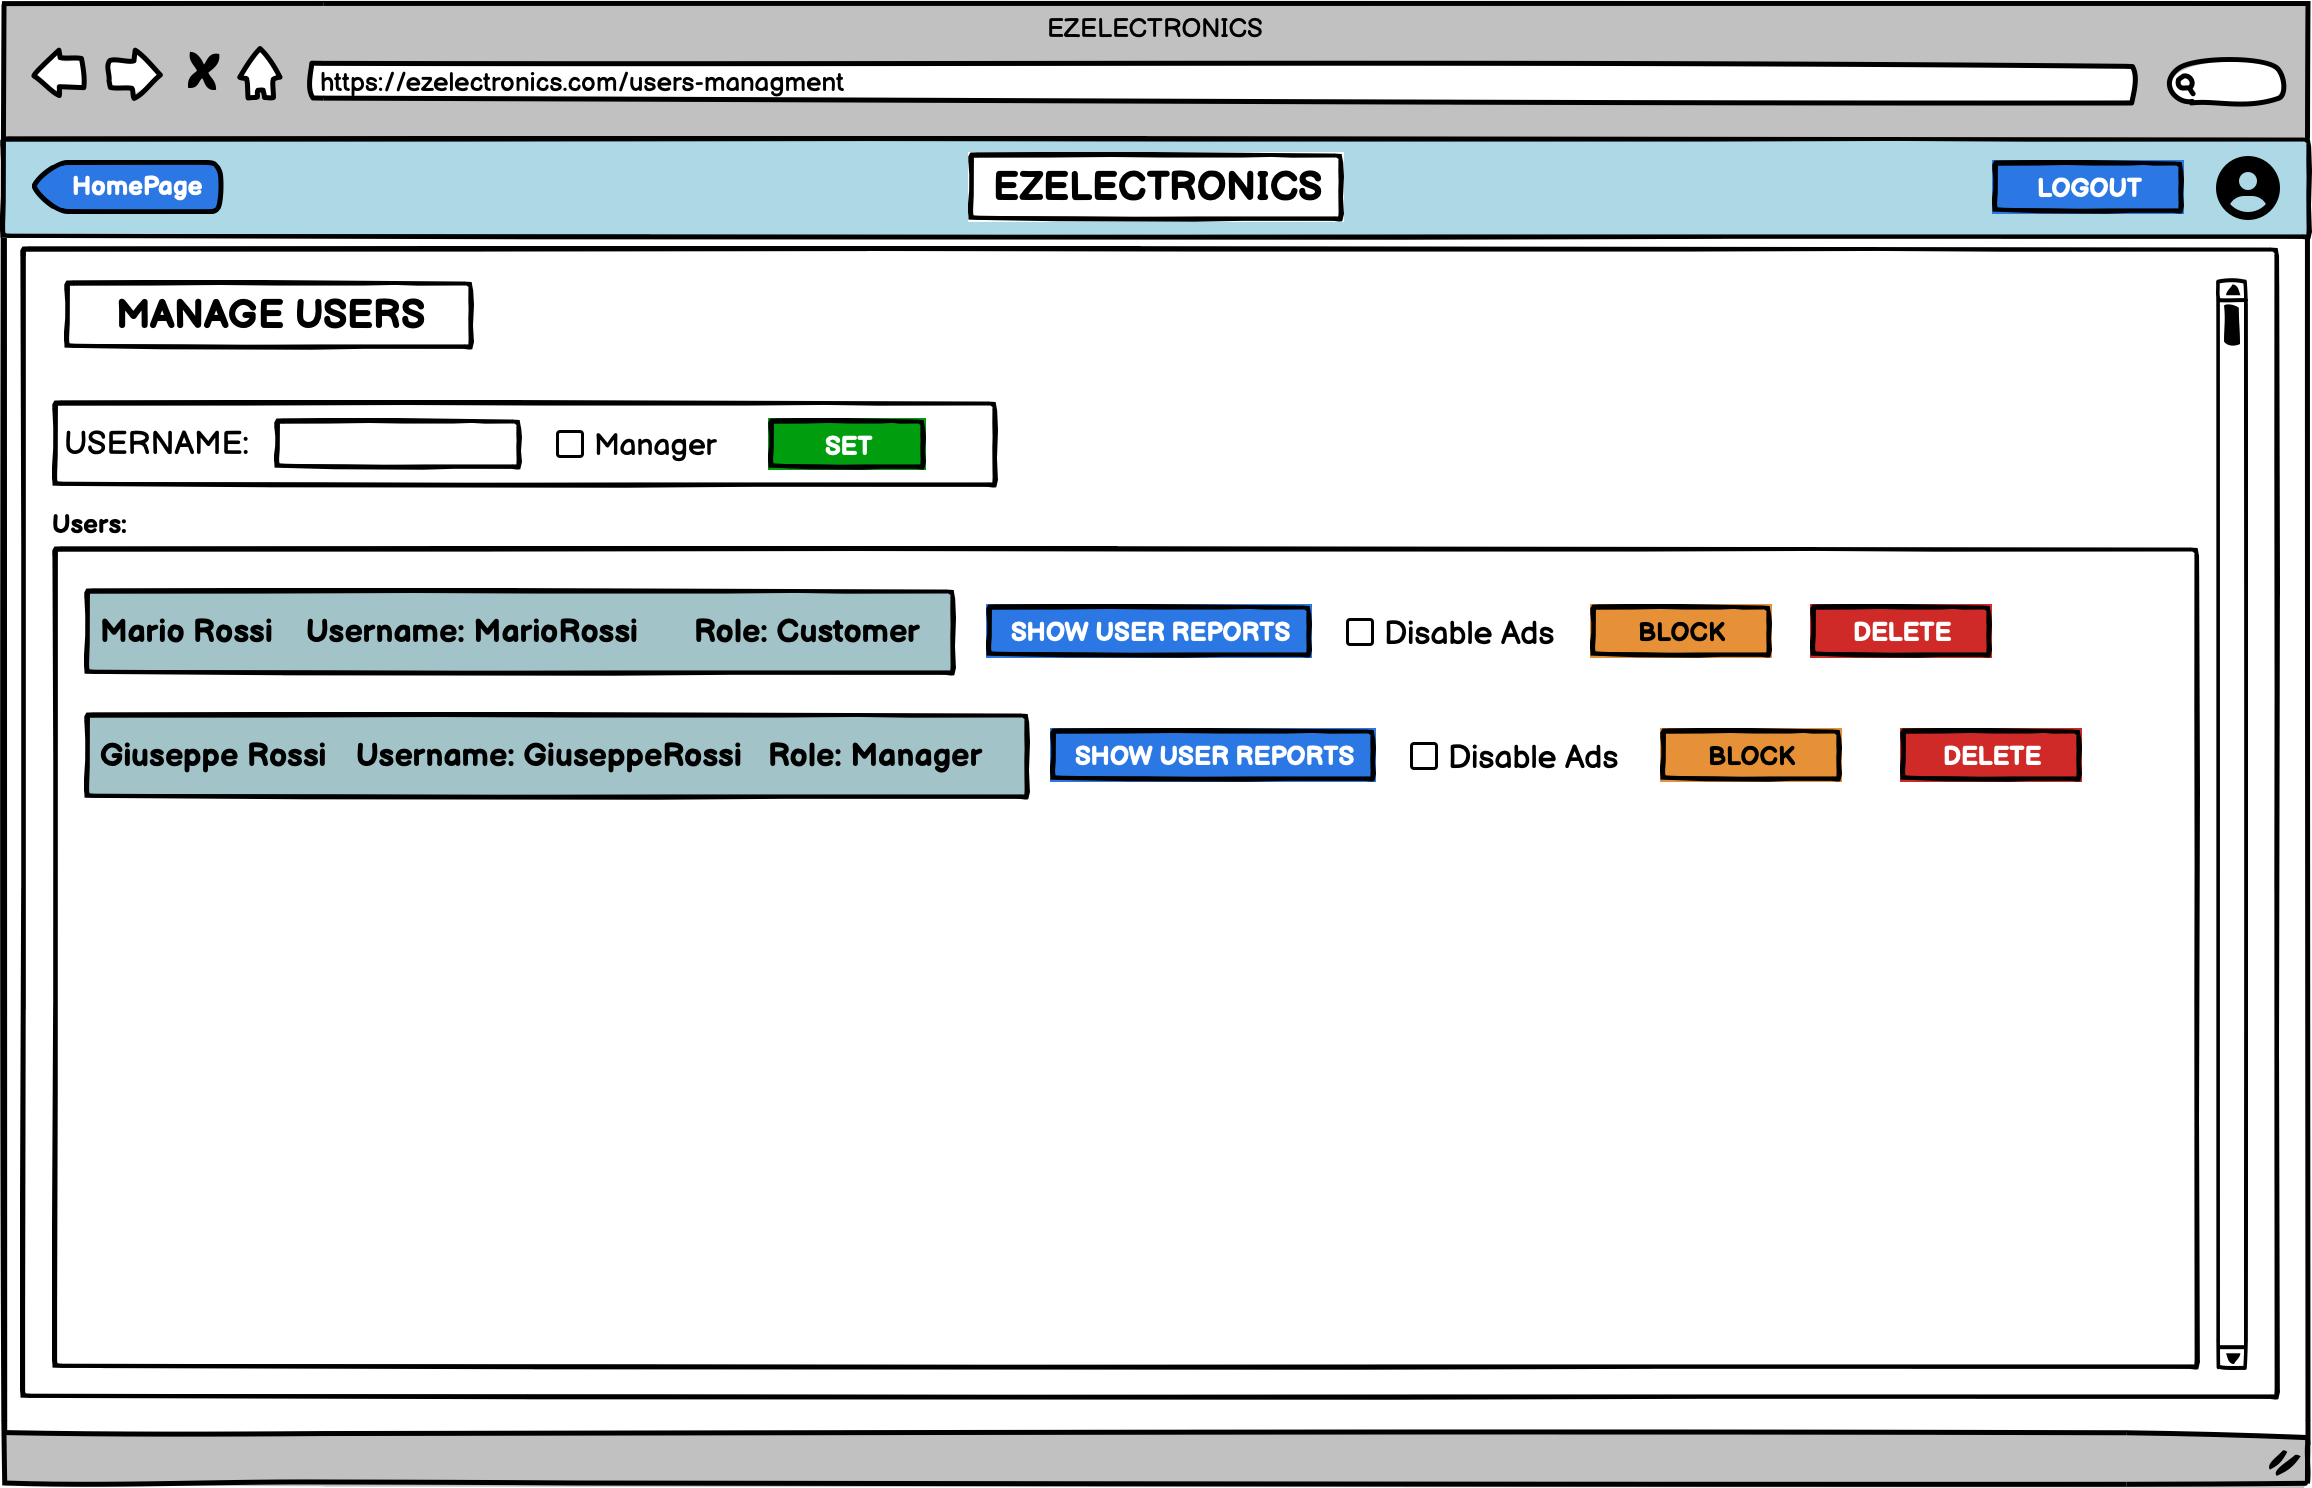 EZELECTRONICS
https://ezelectronics.com/users-managment
HomePage EZELECTRONICS LOGOUT
MANAGE USERS
USERNAME: Manager SET
Users:
Mario Rossi Username: MarioRossi Role: Customer SHOW USER REPORTS Disable Ads BLOCK DELETE
Giuseppe Rossi Username: GiuseppeRossi Role: Manager SHOW USER REPORTS Disable Ads BLOCK DELETE